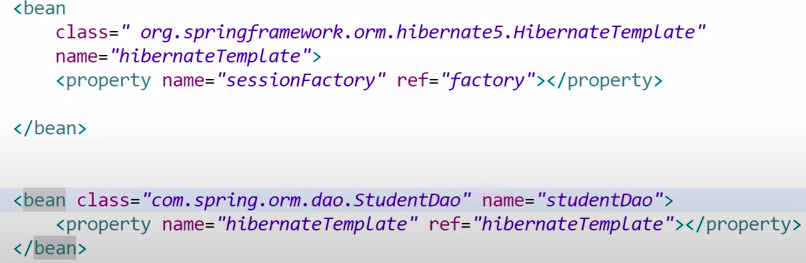 <bean
class=" org.springframework.orm.hibernate5.HibernateTemplate"
name="hibernateTemplate">
<property name="sessionFactory" ref="factory"></property>
</bean>
<bean class="com.spring.orm.dao.StudentDao" name="studentDao">
<property name="hibernateTemplate" ref="hibernateTemplate"></property>
</bean>